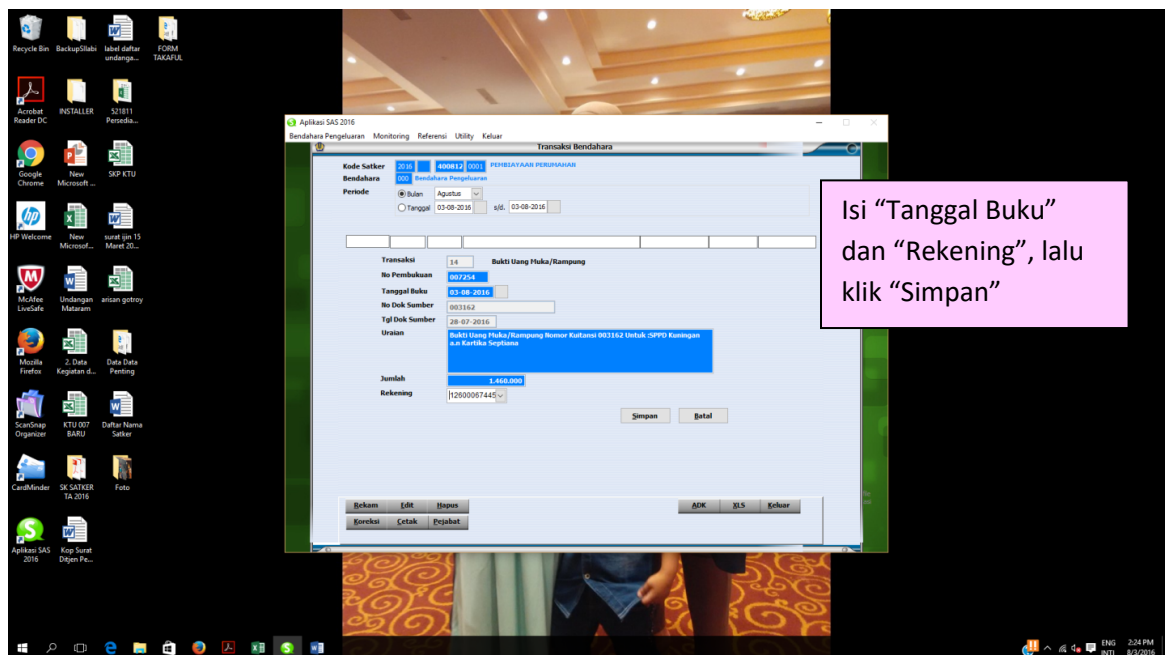 Recycle Bin
BackupSIlabi
label daftar
undanga...
FORM
TAKAFUL
Acrobat
Reader DC
INSTALLER
521811
Persedia...
Google
Chrome
New
Microsoft ...
SKP KTU
HP Welcome
New
Microsof...
surat ijin 15
Maret 20...
McAfee
LiveSafe
Undangan
Mataram
arisan gotroy
Mozilla
Firefox
2. Data
Kegiatan d...
Data Data
Penting
ScanSnap
Organizer
KTU 007
BARU
Daftar Nama
Satker
CardMinder
SK SATKER
TA 2016
Foto
Aplikasi SAS
2016
Kop Surat
Ditjen Pe...
Aplikasi SAS 2016
Bendahara Pengeluaran Monitoring Referensi Utility Keluar
Transaksi Bendahara
Kode Satker 2016 400812 0001 PEMBIAYAAN PERUMAHAN
Bendahara 000 Bendahara Pengeluaran
Periode Bulan Agustus
Tanggal 03-08-2016 s/d. 03-08-2016
Transaksi 14 Bukti Uang Muka/Rampung
No Pembukuan 007254
Tanggal Buku 03-08-2016
No Dok Sumber 003162
Tgl Dok Sumber 28-07-2016
Uraian Bukti Uang Muka/Rampung Nomor Kuitansi 003162 Untuk :SPPD Kuningan
a.n Kartika Septiana
Jumlah 1.460.000
Rekening 12600067445
Simpan Batal
Rekam Edit Hapus ADK XLS Keluar
Koreksi Cetak Pejabat
Isi “Tanggal Buku”
dan “Rekening”, lalu
klik “Simpan”
ENG 2:24 PM
INTL 8/3/2016